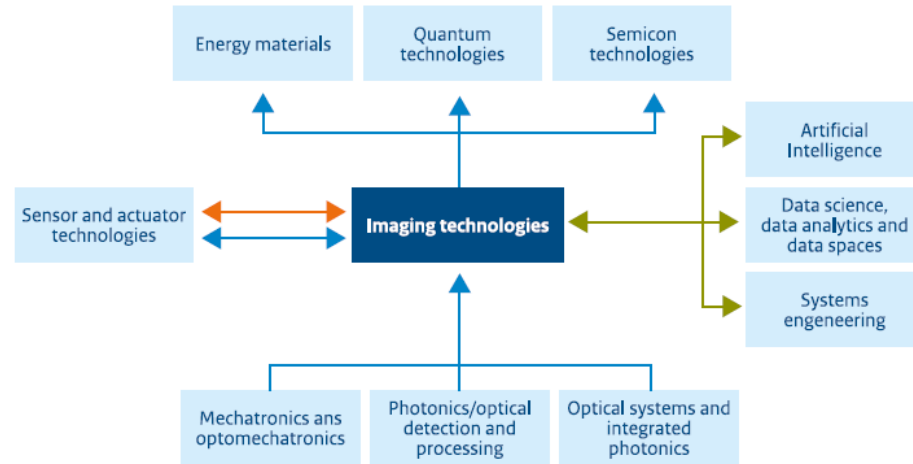 Energy materials
Quantum
technologies
Semicon
technologies
Artificial
Intelligence
Sensor and actuator
technologies
Imaging technologies
Data science,
data analytics and
data spaces
Systems
engeneering
Mechatronics ans
optomechatronics
Photonics/optical
detection and
processing
Optical systems and
integrated
photonics